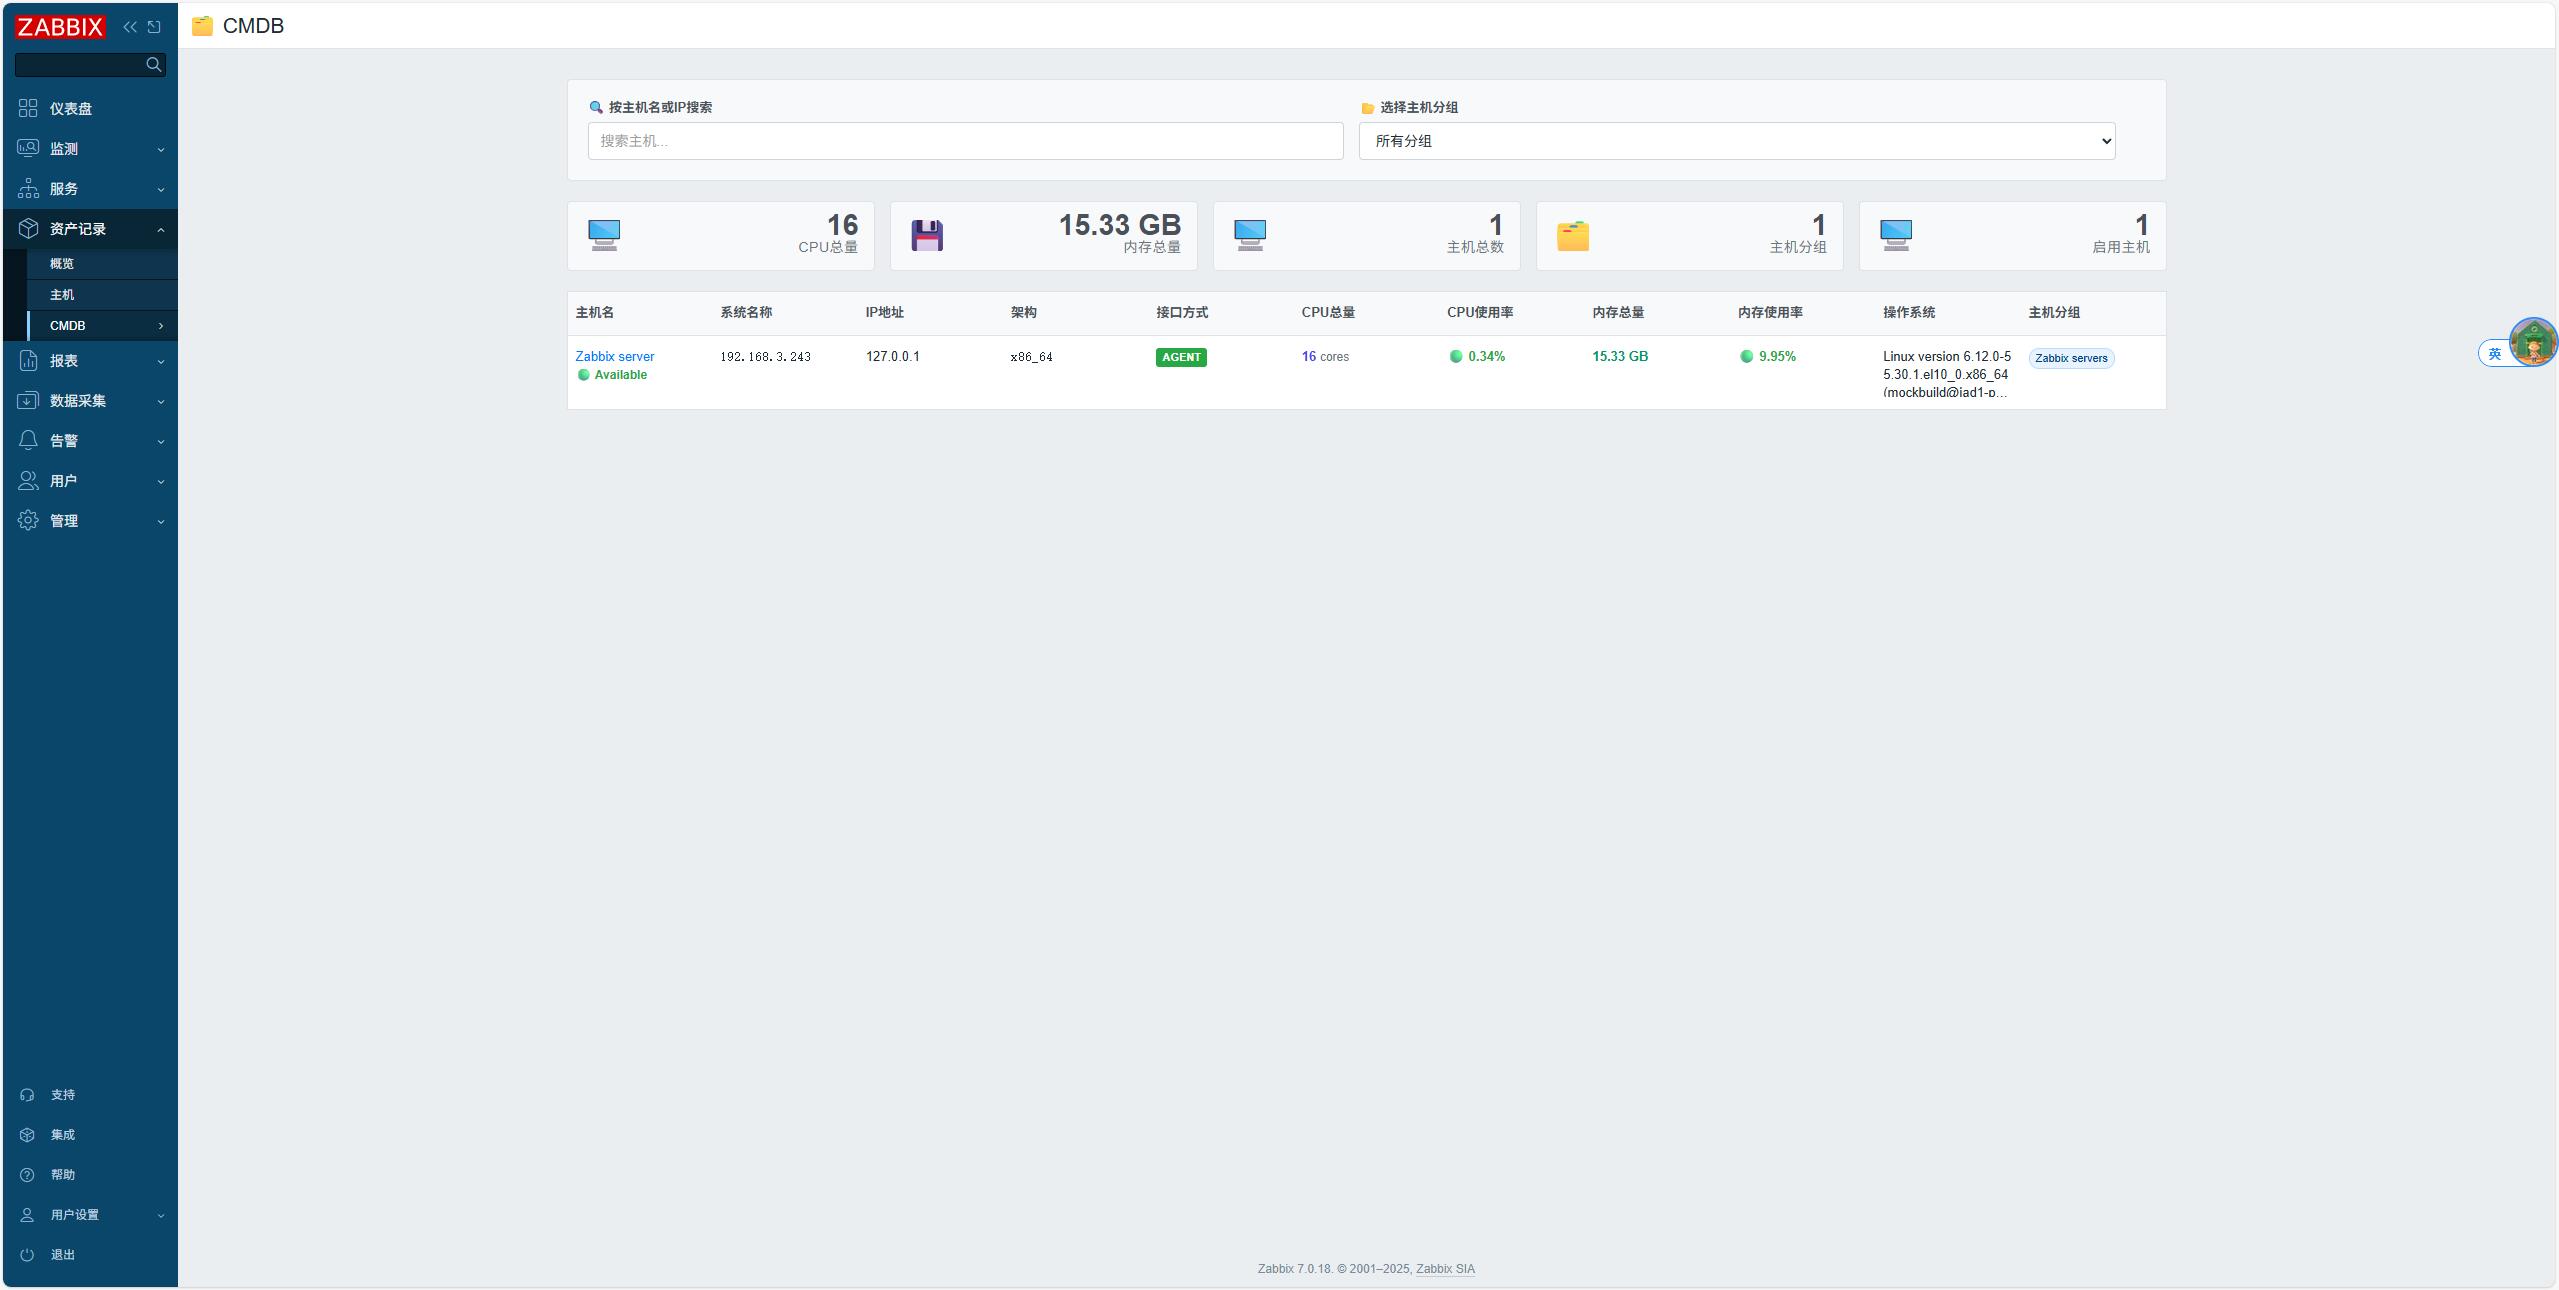 ZABBIX
CMDB
仪表盘
监测
服务
资产记录
概览
主机
CMDB
报表
数据采集
告警
用户
管理
支持
集成
帮助
用户设置
退出
按主机名或IP搜索
搜索主机...
选择主机分组
所有分组
16
CPU总量
15.33 GB
内存总量
1
主机总数
1
主机分组
1
启用主机
主机名 系统名称 IP地址 架构 接口方式 CPU总量 CPU使用率 内存总量 内存使用率 操作系统 主机分组
Zabbix server 192.168.3.243 127.0.0.1 x86_64 AGENT 16 cores 0.34% 15.33 GB 9.95% Linux version 6.12.0-5 Zabbix servers
Available 5.30.1.el10_0.x86_64
(mockbuild@iad1-p...
英
Zabbix 7.0.18. © 2001–2025, Zabbix SIA